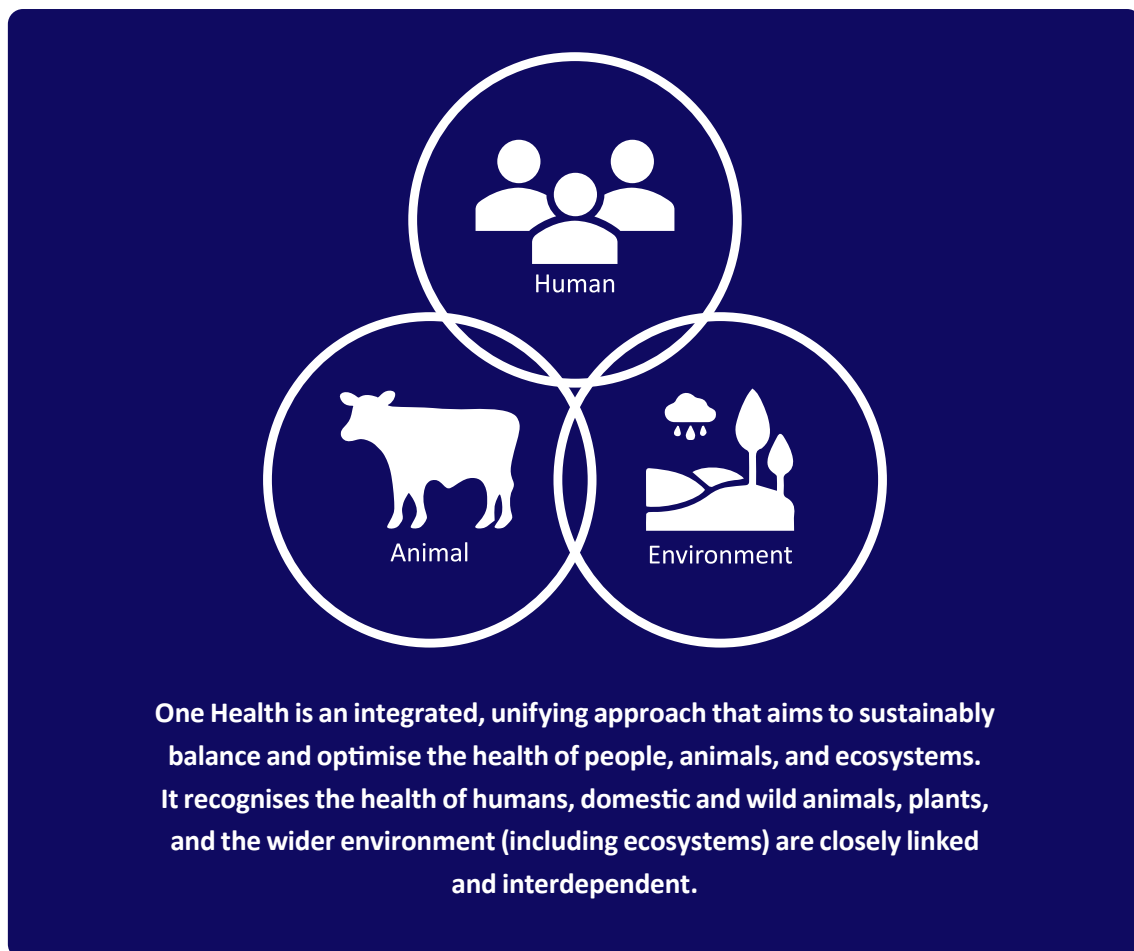 Human
Animal
Environment
One Health is an integrated, unifying approach that aims to sustainably
balance and optimise the health of people, animals, and ecosystems.
It recognises the health of humans, domestic and wild animals, plants,
and the wider environment (including ecosystems) are closely linked
and interdependent.